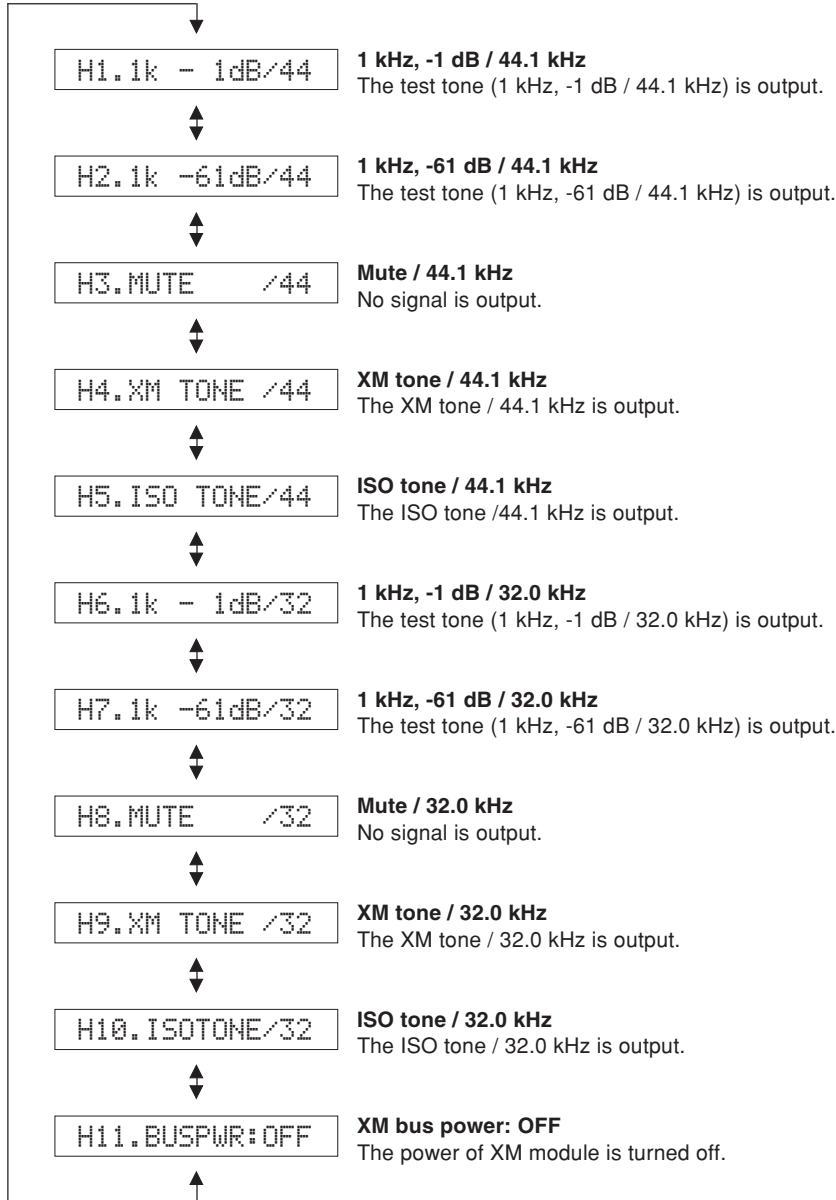 H1.1k - 1dB/44
1 kHz, -1 dB / 44.1 kHz
The test tone (1 kHz, -1 dB / 44.1 kHz) is output.
H2.1k -61dB/44
1 kHz, -61 dB / 44.1 kHz
The test tone (1 kHz, -61 dB / 44.1 kHz) is output.
H3.MUTE /44
Mute / 44.1 kHz
No signal is output.
H4.XM TONE /44
XM tone / 44.1 kHz
The XM tone / 44.1 kHz is output.
H5.ISO TONE/44
ISO tone / 44.1 kHz
The ISO tone /44.1 kHz is output.
H6.1k - 1dB/32
1 kHz, -1 dB / 32.0 kHz
The test tone (1 kHz, -1 dB / 32.0 kHz) is output.
H7.1k -61dB/32
1 kHz, -61 dB / 32.0 kHz
The test tone (1 kHz, -61 dB / 32.0 kHz) is output.
H8.MUTE /32
Mute / 32.0 kHz
No signal is output.
H9.XM TONE /32
XM tone / 32.0 kHz
The XM tone / 32.0 kHz is output.
H10.ISOTONE/32
ISO tone / 32.0 kHz
The ISO tone / 32.0 kHz is output.
H11.BUSPWR:OFF
XM bus power: OFF
The power of XM module is turned off.